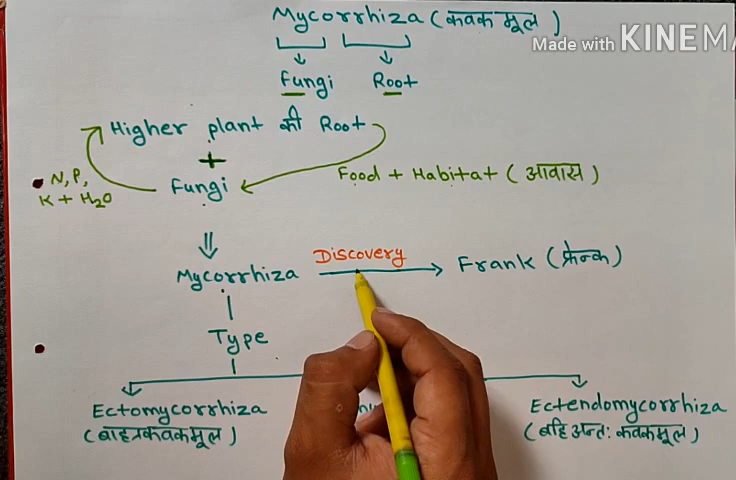 Mycorrhiza (कवक मूल)
Made with KINEMA
Fungi Root
Higher plant की Root
+
Fungi
Food + Habitat (आवास)
N, P,
K + H₂O
Mycorrhiza Discovery Frank (फ्रेन्क)
Type
Ectomycorrhiza Ectendomycorrhiza
(बाह्यकवकमूल) (बहि अन्तः कवकमूल)